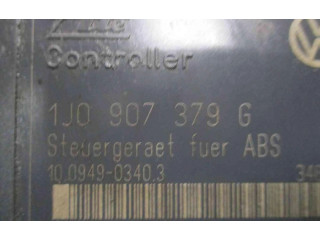 Controller
1J0 907 379 G
Steuergeraet fuer ABS
10.0949-0340.3